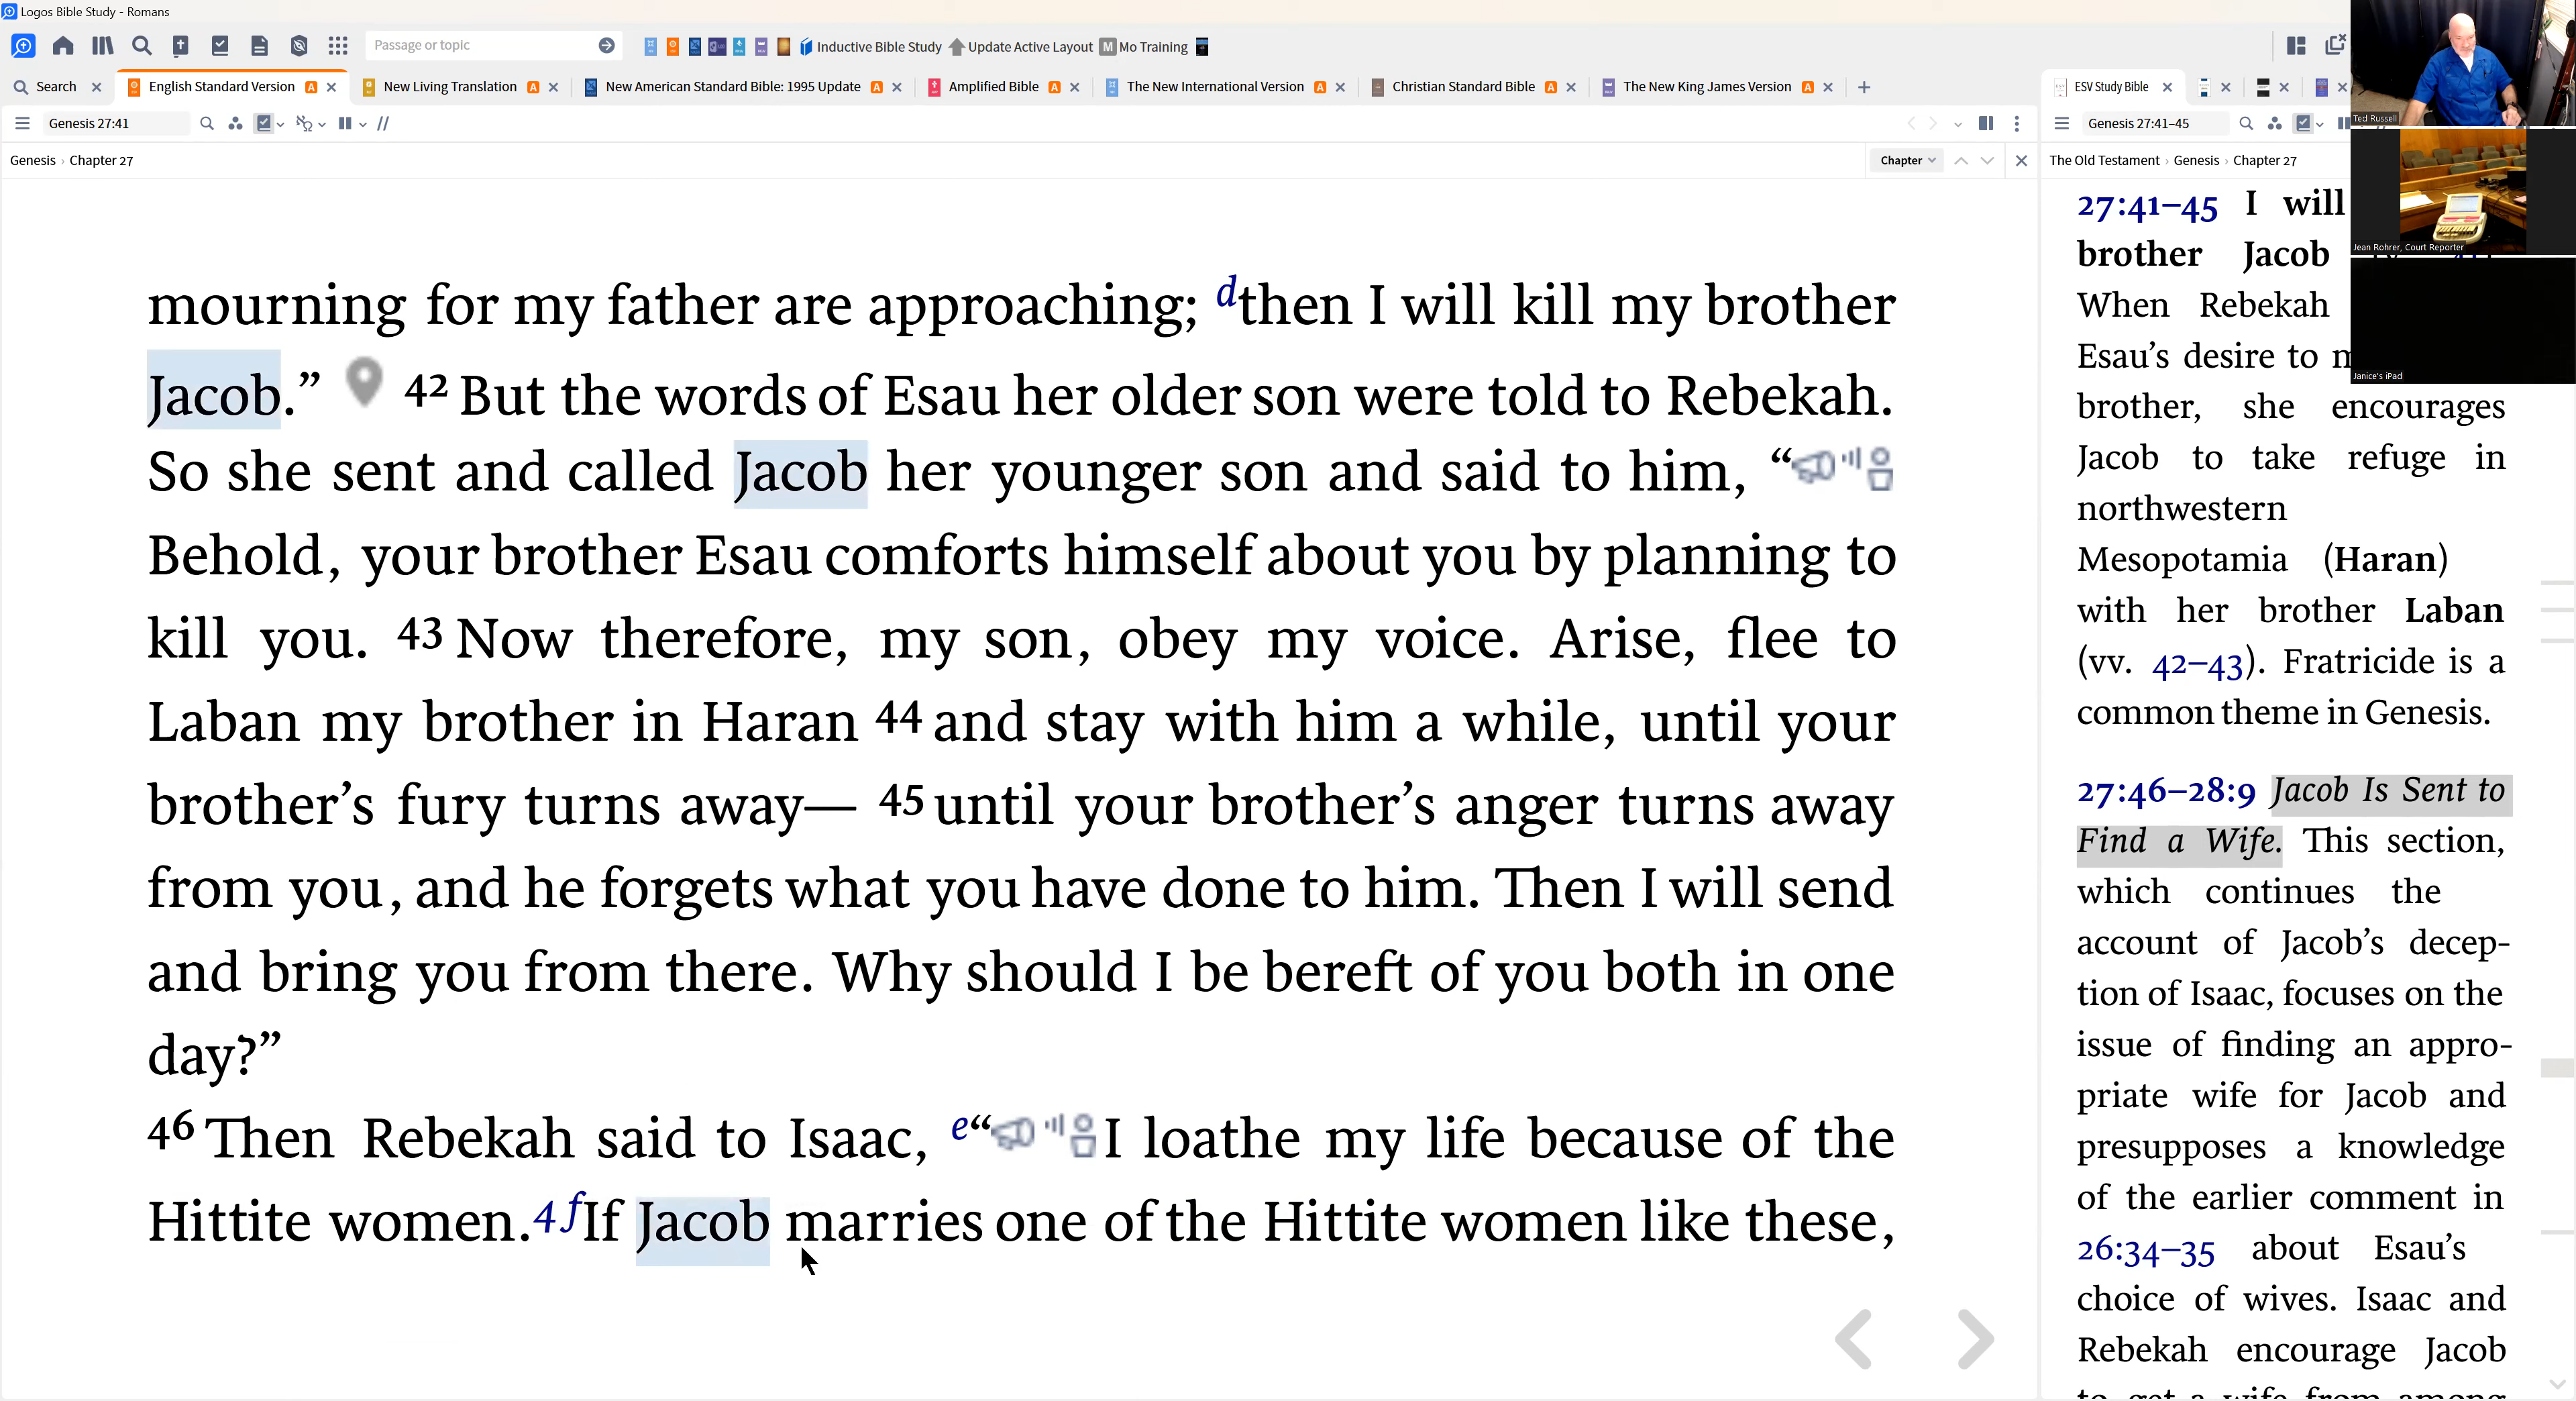 Logos Bible Study - Romans
Passage or topic
Inductive Bible Study Update Active Layout M Mo Training
Search English Standard Version A New Living Translation A New American Standard Bible: 1995 Update A Amplified Bible A The New International Version A Christian Standard Bible A The New King James Version A
ESV Study Bible
Genesis 27:41
Genesis 27:41–45
Genesis › Chapter 27
Chapter
The Old Testament › Genesis › Chapter 27
mourning for my father are approaching; dthen I will kill my brother
Jacob.” 42 But the words of Esau her older son were told to Rebekah.
So she sent and called Jacob her younger son and said to him, “
Behold, your brother Esau comforts himself about you by planning to
kill you. 43 Now therefore, my son, obey my voice. Arise, flee to
Laban my brother in Haran 44 and stay with him a while, until your
brother’s fury turns away— 45 until your brother’s anger turns away
from you, and he forgets what you have done to him. Then I will send
and bring you from there. Why should I be bereft of you both in one
day?”
46 Then Rebekah said to Isaac, e“I loathe my life because of the
Hittite women.4 fIf Jacob marries one of the Hittite women like these,
27:41–45 I will
brother Jacob
When Rebekah
Esau’s desire to
brother, she encourages
Jacob to take refuge in
northwestern
Mesopotamia (Haran)
with her brother Laban
(vv. 42–43). Fratricide is a
common theme in Genesis.
27:46–28:9 Jacob Is Sent to
Find a Wife. This section,
which continues the
account of Jacob’s decep-
tion of Isaac, focuses on the
issue of finding an appro-
priate wife for Jacob and
presupposes a knowledge
of the earlier comment in
26:34–35 about Esau’s
choice of wives. Isaac and
Rebekah encourage Jacob
to get a wife from among
Ted Russell
Jean Rohrer, Court Reporter
Janice's iPad